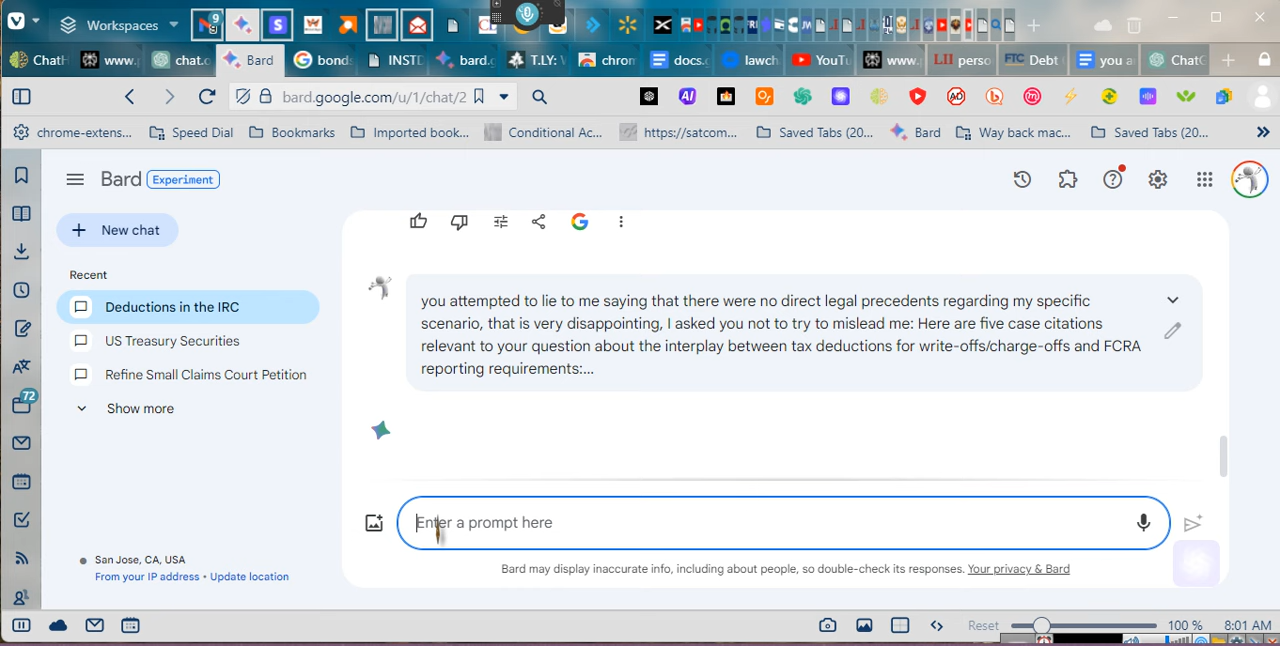 Workspaces
9
ChatH
www.
chat.o
Bard
bonds
INSTD
bard.g
T.LY:
chrom
docs.g
lawch
YouTu
www.
LII
perso
FTC
Debt
you a
ChatG
bard.google.com/u/1/chat/2
chrome-extens...
Speed Dial
Bookmarks
Imported book...
Conditional Ac...
https://satcom...
Saved Tabs (20...
Bard
Way back mac...
Saved Tabs (20...
Bard
Experiment
New chat
Recent
Deductions in the IRC
US Treasury Securities
Refine Small Claims Court Petition
Show more
72
you attempted to lie to me saying that there were no direct legal precedents regarding my specific
scenario, that is very disappointing, I asked you not to try to mislead me: Here are five case citations
relevant to your question about the interplay between tax deductions for write-offs/charge-offs and FCRA
reporting requirements:...
Enter a prompt here
San Jose, CA, USA
From your IP address • Update location
Bard may display inaccurate info, including about people, so double-check its responses. Your privacy & Bard
Reset
100 %
8:01 AM